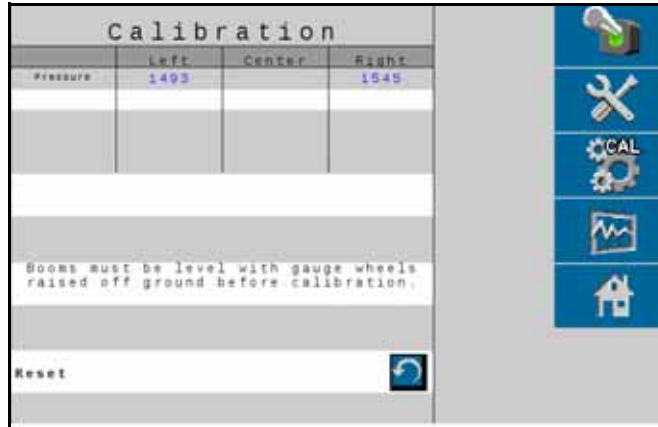 Calibration
Left Center Right
Pressure 1493 1545
Booms must be level with gauge wheels
raised off ground before calibration.
Reset
CAL